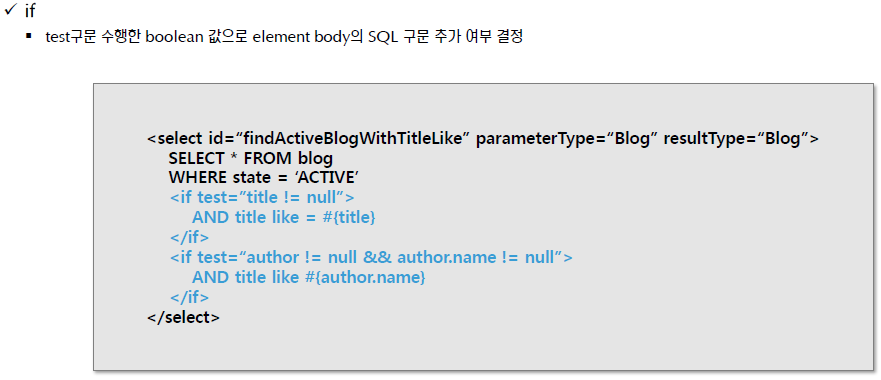 ✓ if
▪ test구문 수행한 boolean 값으로 element body의 SQL 구문 추가 여부 결정
<select id=“findActiveBlogWithTitleLike” parameterType=“Blog” resultType=“Blog”>
SELECT * FROM blog
WHERE state = ‘ACTIVE’
<if test=“title != null”>
AND title like = #{title}
</if>
<if test=“author != null && author.name != null”>
AND title like #{author.name}
</if>
</select>